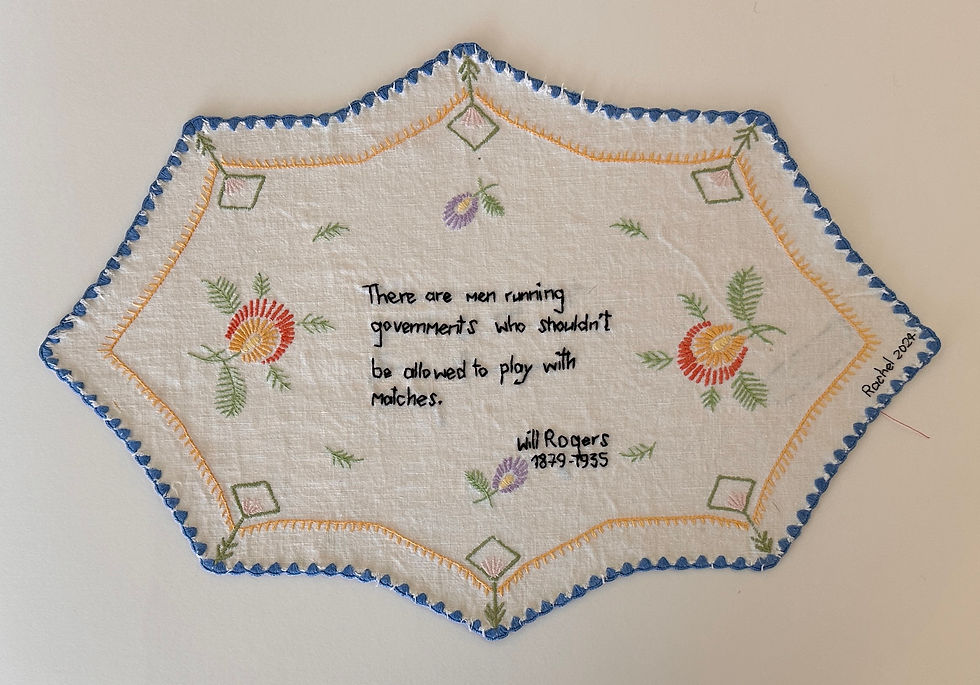 There are men running
governments who shouldn't
be allowed to play with
matches.
Will Rogers
1879-1935
Rachel 2024